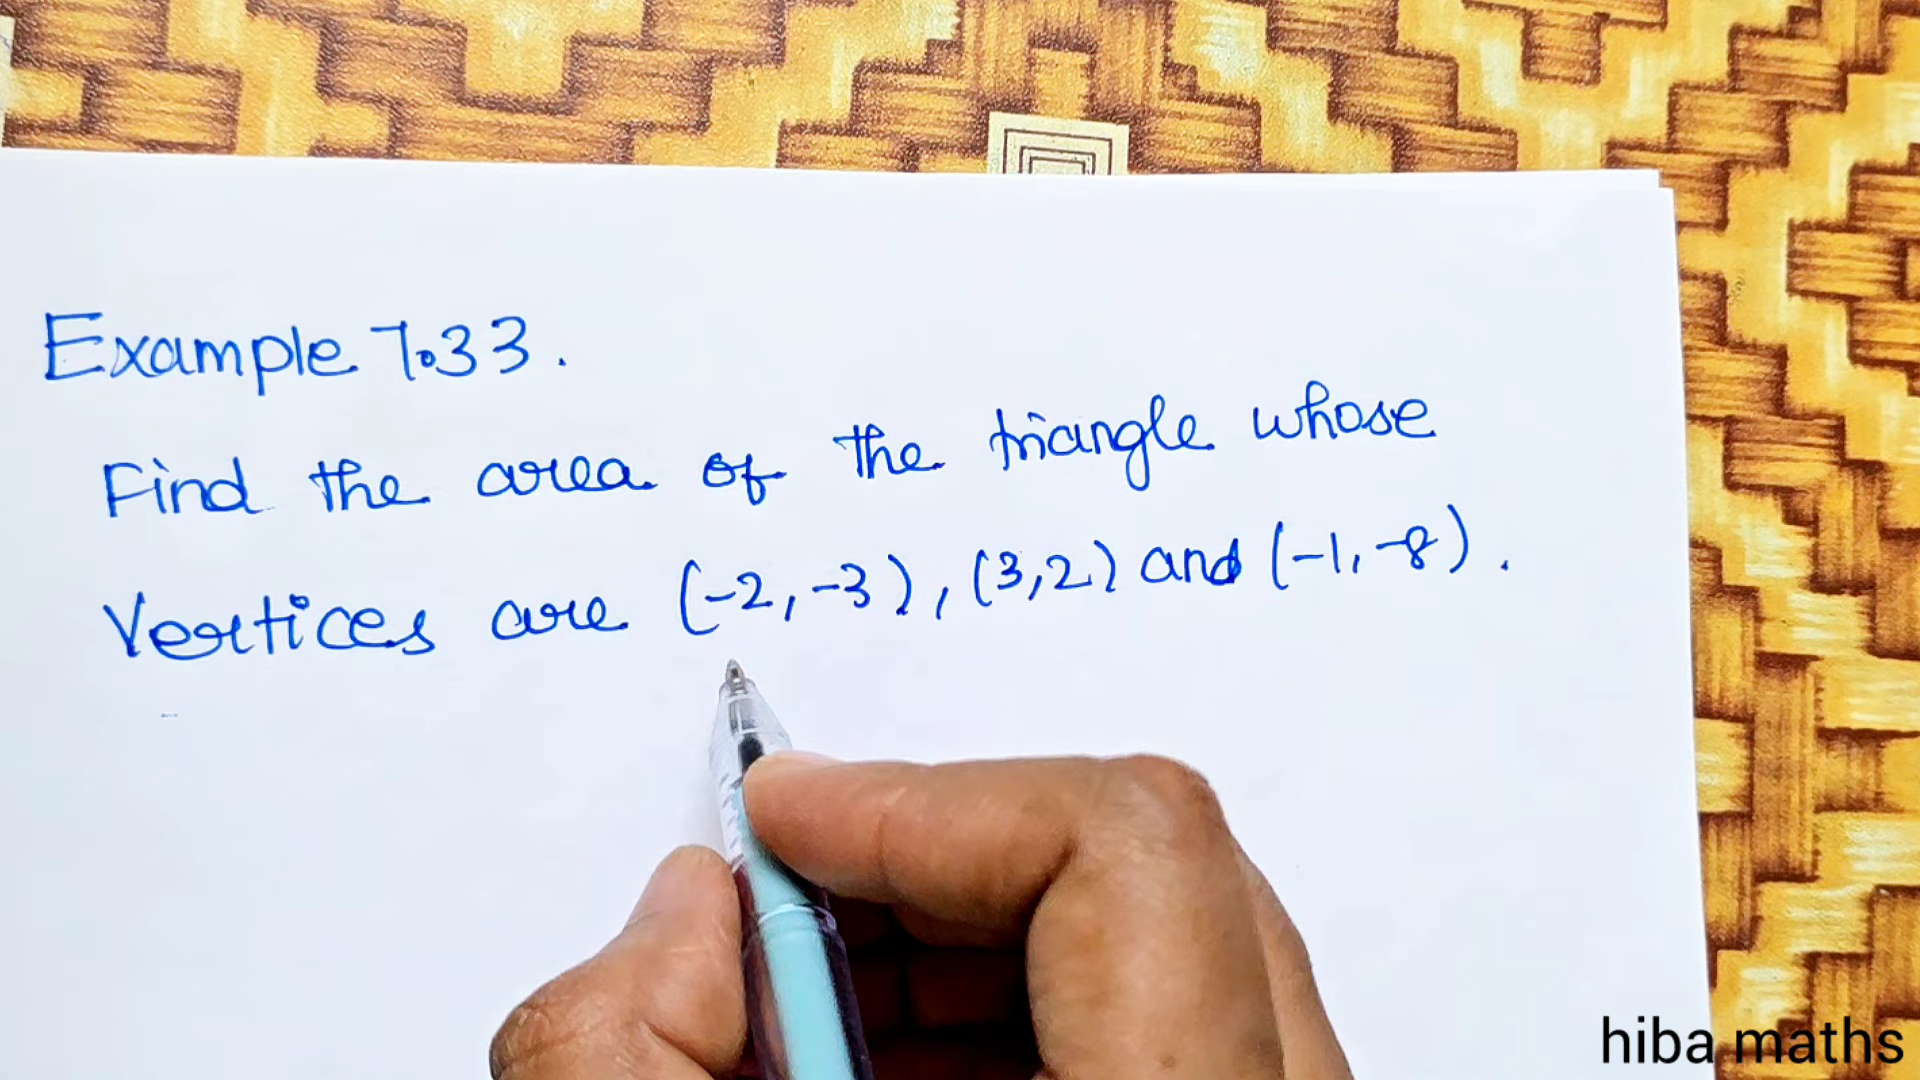 Example 7.33.
Find the area of the triangle whose
Vertices are (-2, -3), (3,2) and (-1, -8).
hiba maths